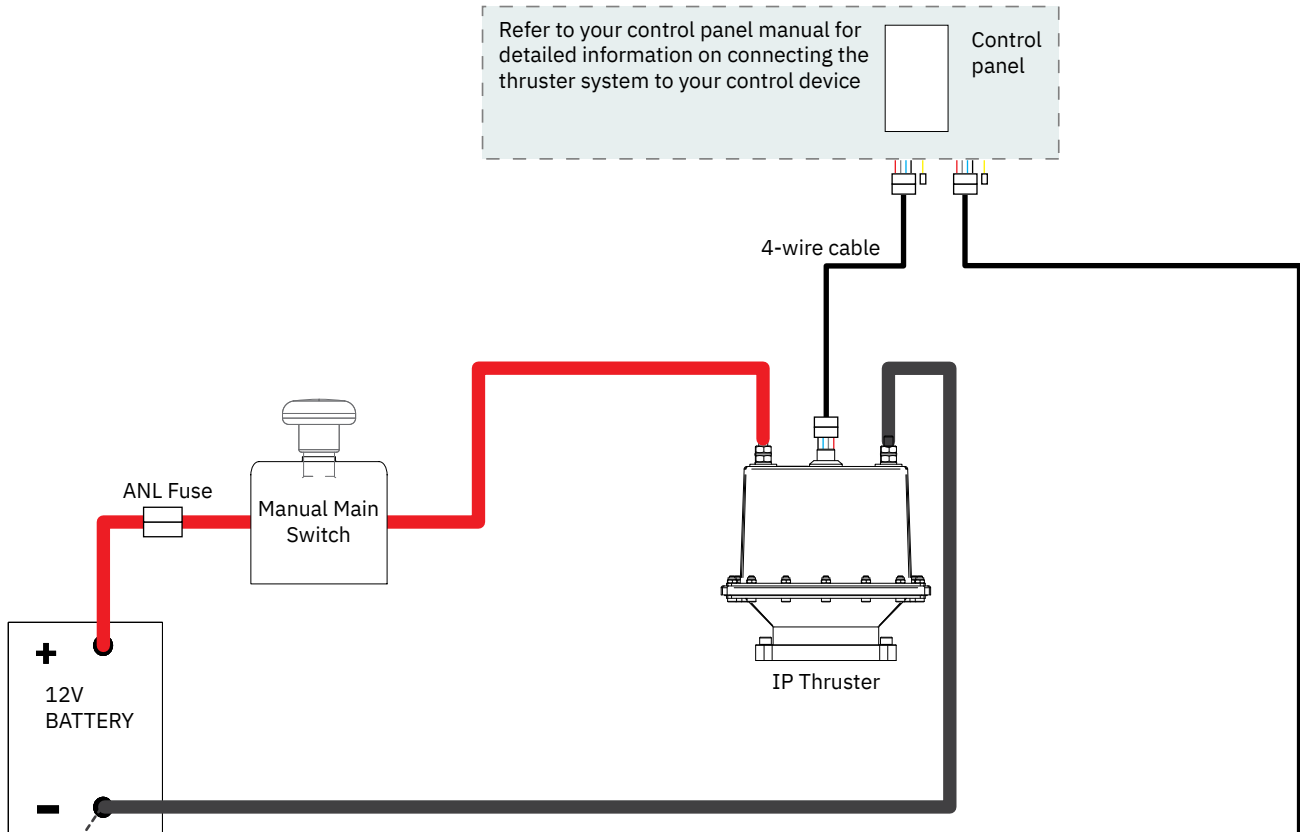 Refer to your control panel manual for
detailed information on connecting the
thruster system to your control device
Control
panel
4-wire cable
ANL Fuse
Manual Main
Switch
IP Thruster
+
12V
BATTERY
-